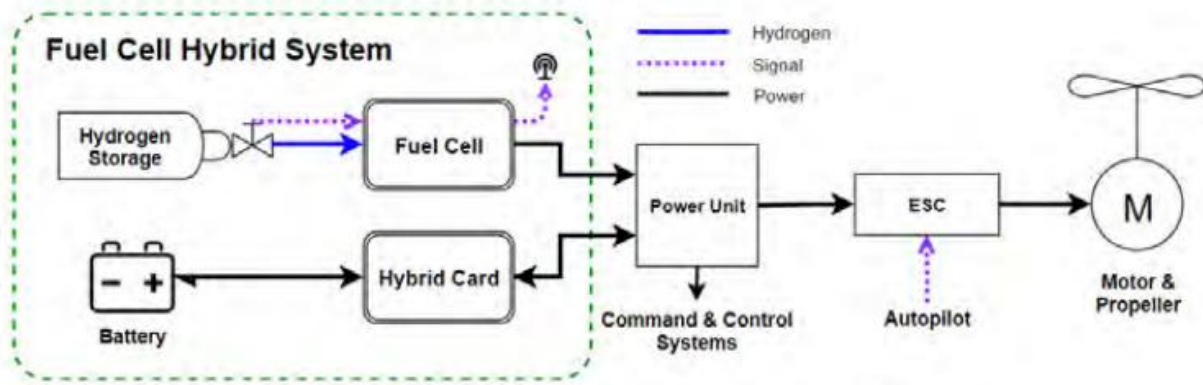 Fuel Cell Hybrid System
Hydrogen
Signal
Power
Hydrogen
Storage
Fuel Cell
Power Unit
ESC
M
Hybrid Card
Battery
Command & Control
Systems
Autopilot
Motor &
Propeller